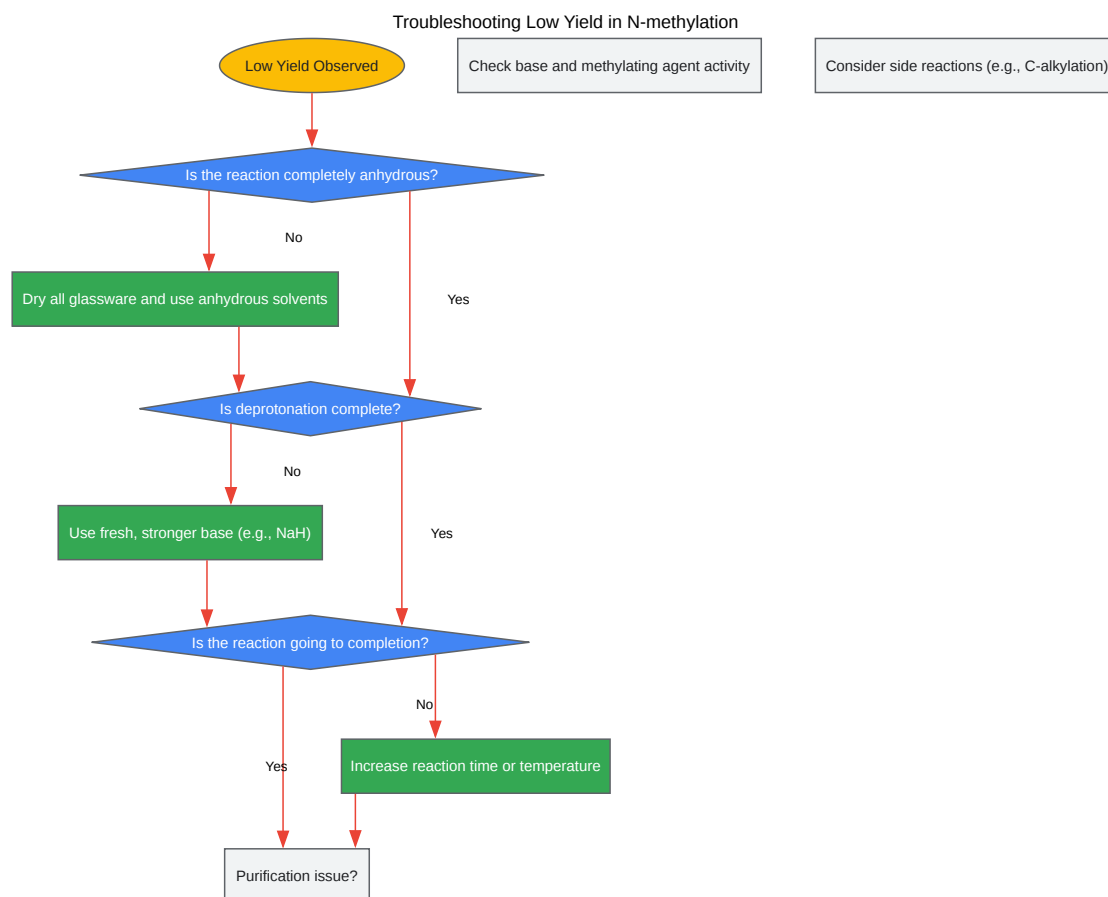 Troubleshooting Low Yield in N-methylation
Low Yield Observed
Check base and methylating agent activity
Consider side reactions (e.g., C-alkylation)
Is the reaction completely anhydrous?
No
Dry all glassware and use anhydrous solvents
Yes
Is deprotonation complete?
No
Use fresh, stronger base (e.g., NaH)
Yes
Is the reaction going to completion?
No
Yes
Increase reaction time or temperature
Purification issue?